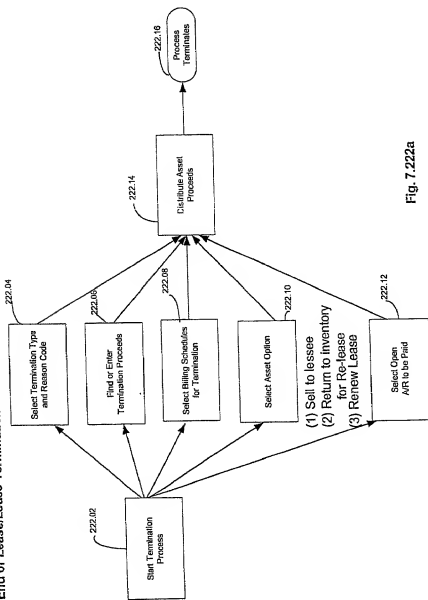 End of Lease/Lease Termination
222.02
Start Termination
Process
222.04
Select Termination Type
and Reason Code
222.06
Find or Enter
Termination Proceeds
222.08
Select Billing Schedules
for Termination
222.10
Select Asset Option
(1) Sell to lessee
(2) Return to inventory
for Re-lease
(3) Renew Lease
222.12
Select Open
A/R to be Paid
222.14
Distribute Asset
Proceeds
222.16
Process
Terminates
Fig. 7.222a